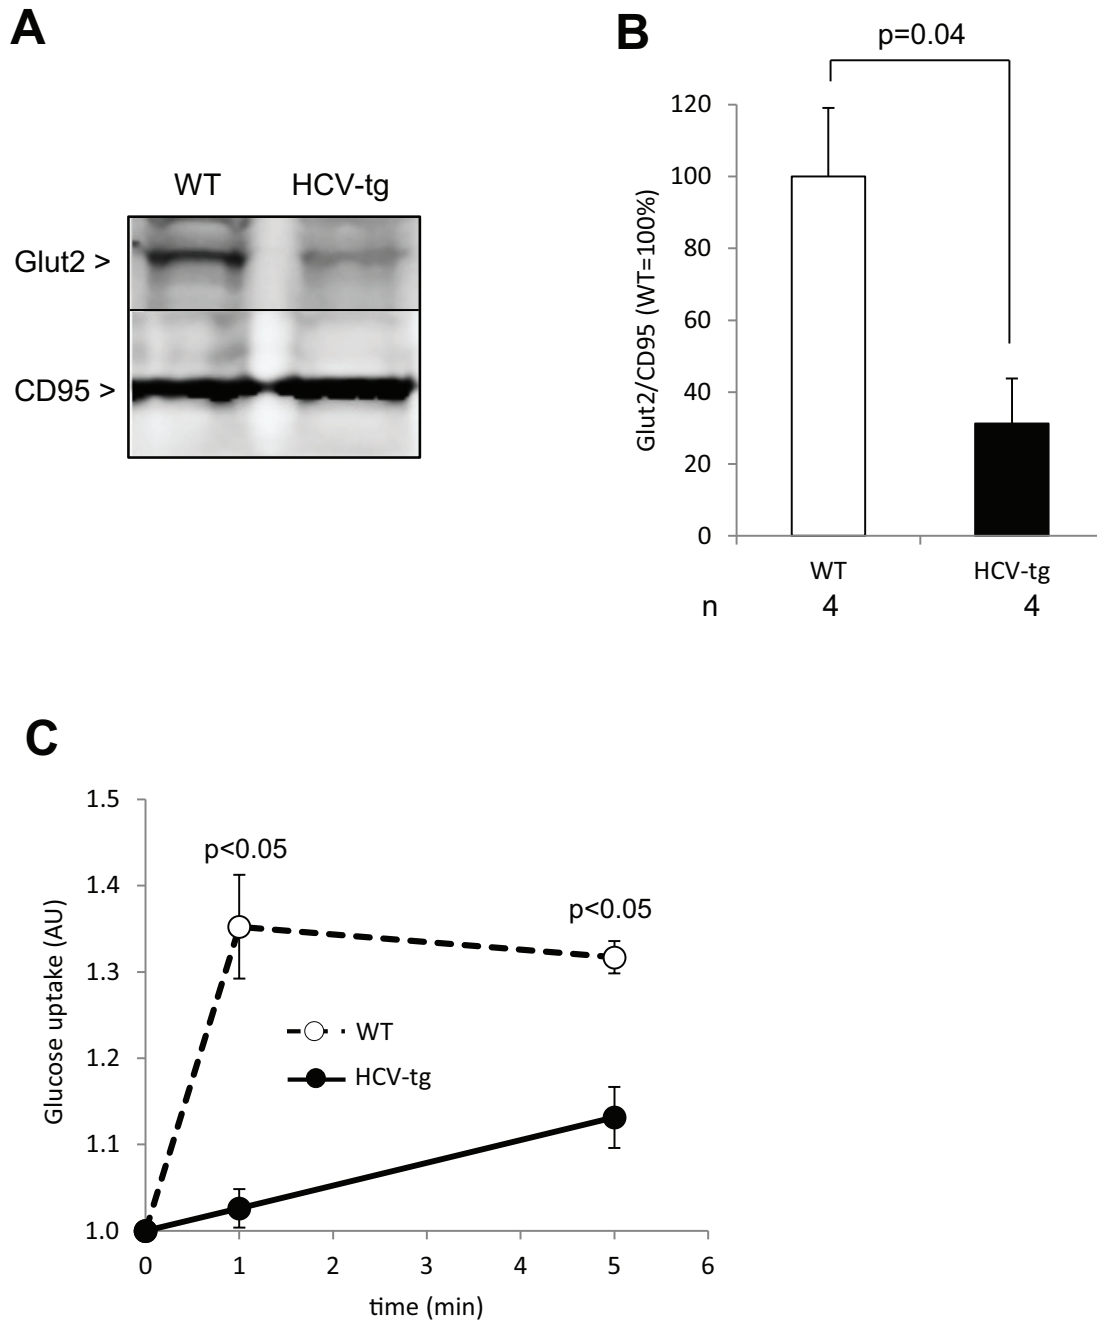 A
WT HCV-tg
Glut2 >
CD95 >
B
p=0.04
120
100
80
60
40
20
0
Glut2/CD95 (WT=100%)
WT HCV-tg
n 4 4
C
1.5
1.4
1.3
1.2
1.1
1.0
Glucose uptake (AU)
p<0.05
p<0.05
WT
HCV-tg
0 1 2 3 4 5 6
time (min)